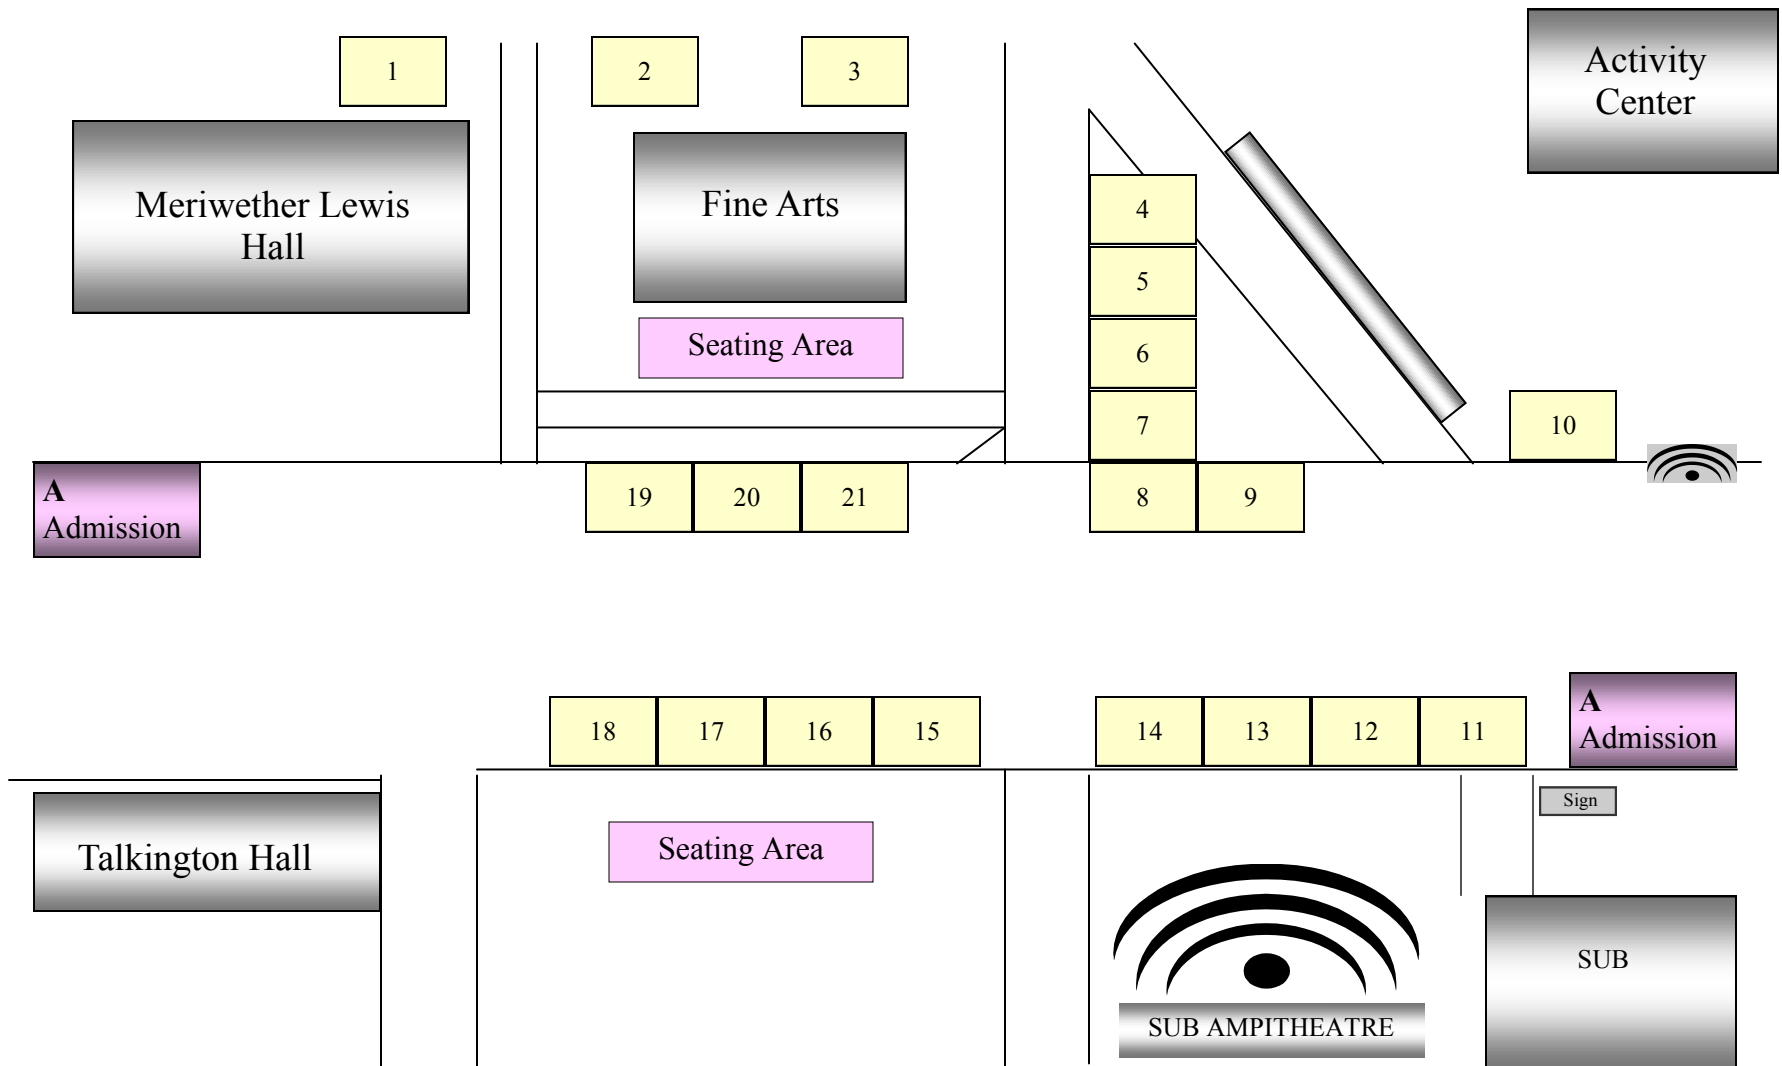 1
2
3
Activity
Center
Meriwether Lewis
Hall
Fine Arts
4
5
6
7
Seating Area
10
A
Admission
19
20
21
8
9
18
17
16
15
14
13
12
11
A
Admission
Sign
Talkington Hall
Seating Area
SUB
SUB AMPITHEATRE